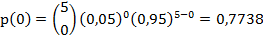 p(0) = (5 0) (0,05)⁰(0,95)⁵⁻⁰ = 0,7738